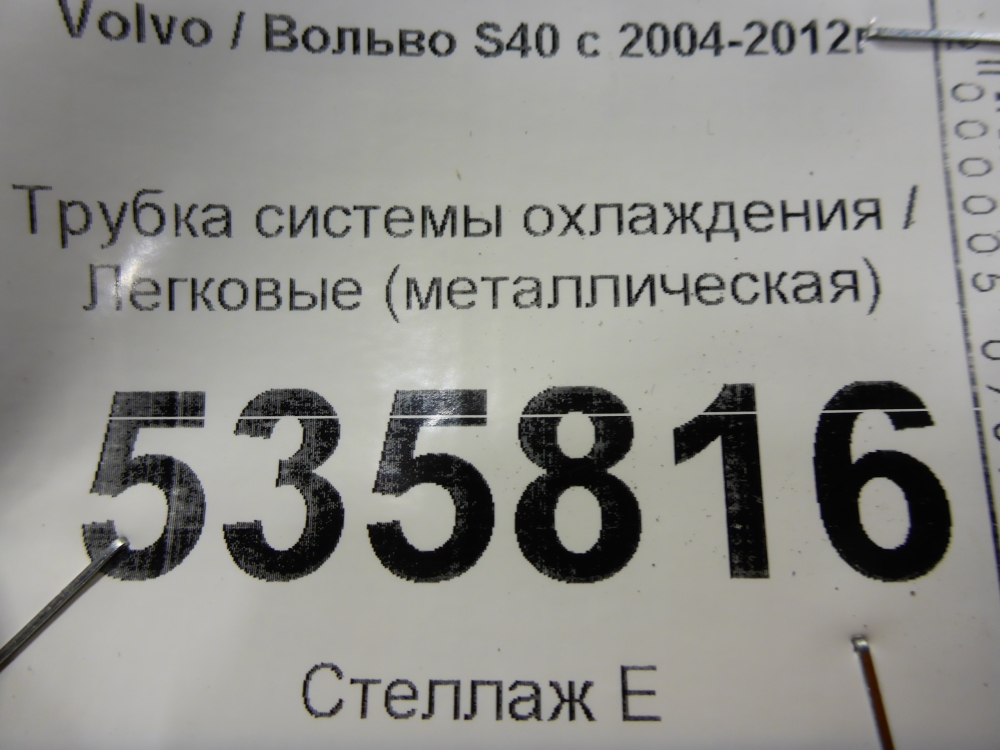 Volvo / Вольво S40 с 2004-2012г
Трубка системы охлаждения /
Легковые (металлическая)
535816
Стеллаж Е